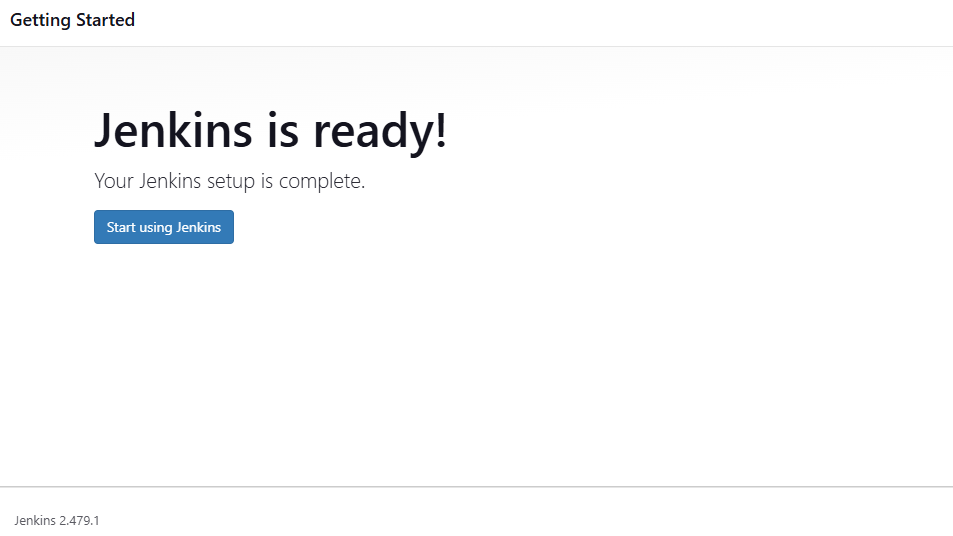 Getting Started
Jenkins is ready!
Your Jenkins setup is complete.
Start using Jenkins
Jenkins 2.479.1